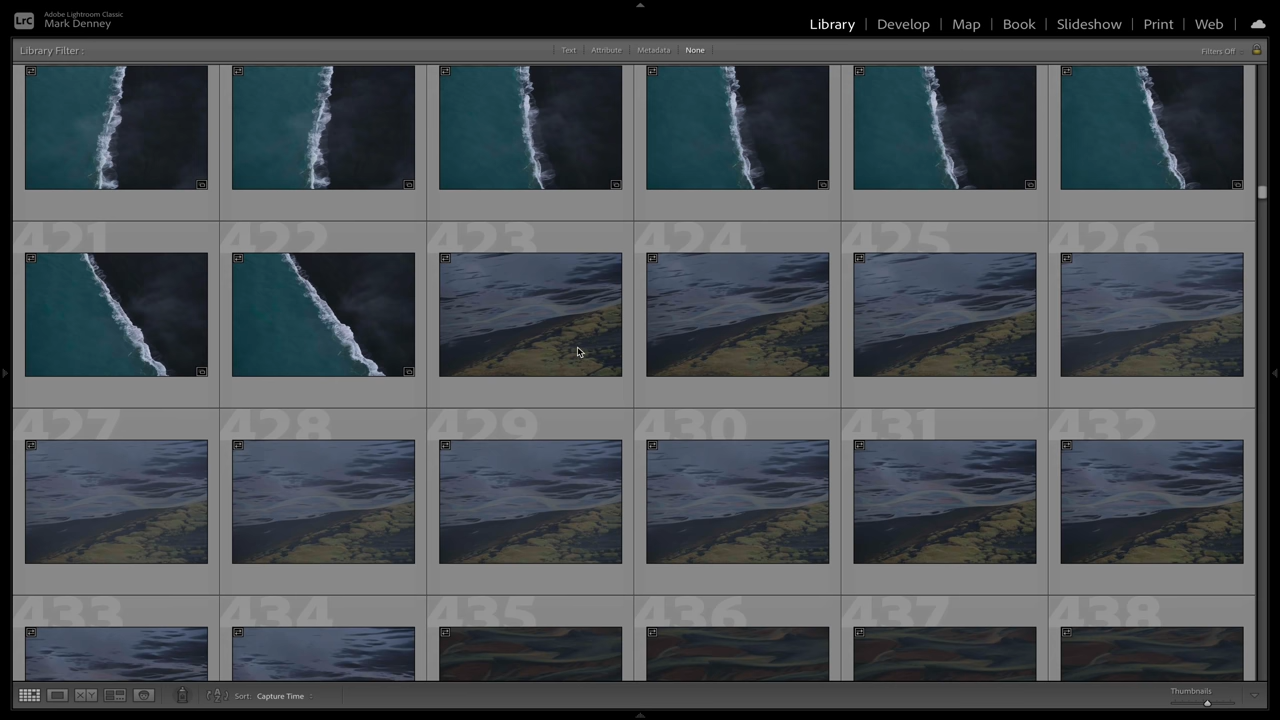 LrC
Adobe Lightroom Classic
Mark Denney
Library | Develop | Map | Book | Slideshow | Print | Web
Library Filter :
Text | Attribute | Metadata | None
Filters Off
421 422 423 424 425 426
427 428 429 430 431 432
433 434 435 436 437 438
XY
Sort: Capture Time
Thumbnails